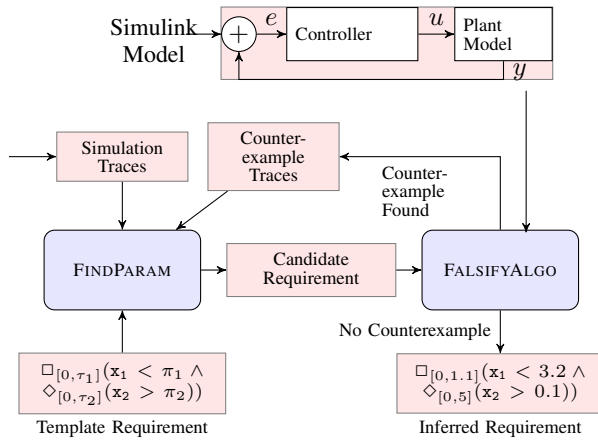 Simulink
Model
+
e
Controller
u
Plant
Model
y
Simulation
Traces
Counter-
example
Traces
Counter-
example
Found
FINDPARAM
Candidate
Requirement
FALSIFYALGO
No Counterexample
□[0,τ1](x1 < π1 ∧
◇[0,τ2](x2 > π2))
Template Requirement
□[0,1.1](x1 < 3.2 ∧
◇[0,5](x2 > 0.1))
Inferred Requirement